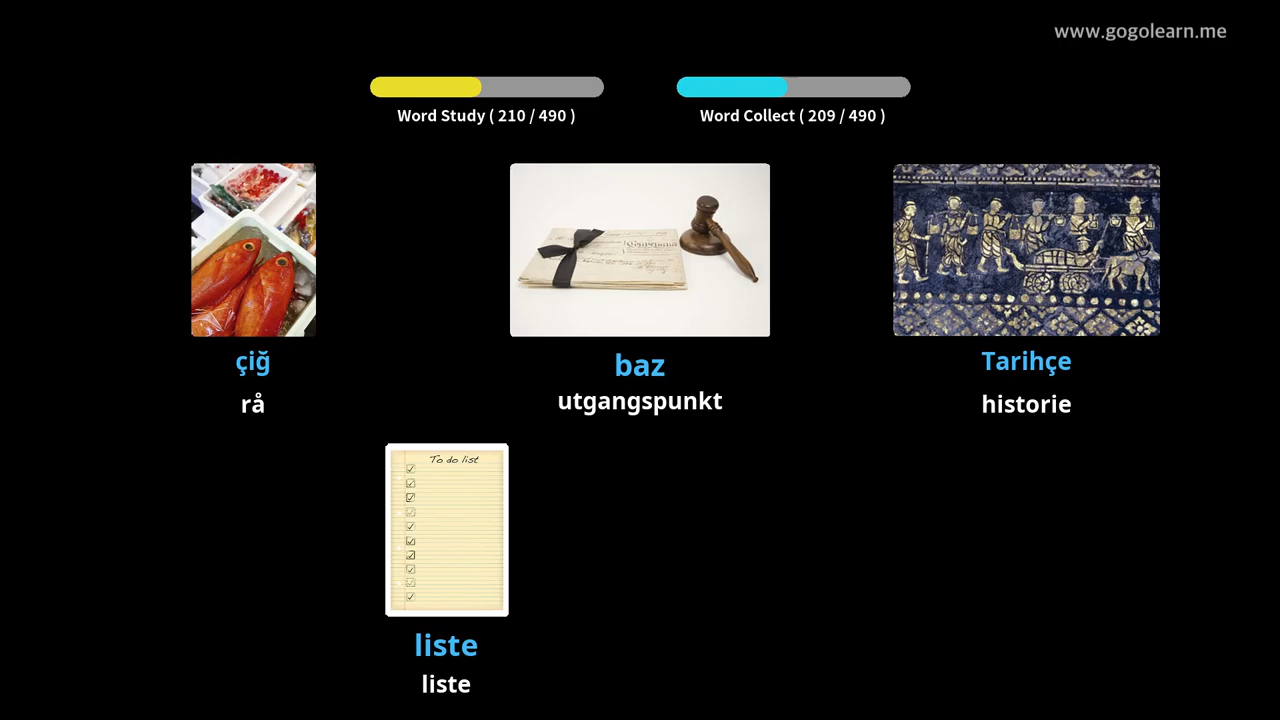 www.gogolearn.me
Word Study ( 210 / 490 )
Word Collect ( 209 / 490 )
çiğ
rå
baz
utgangspunkt
Tarihçe
historie
To do list
liste
liste